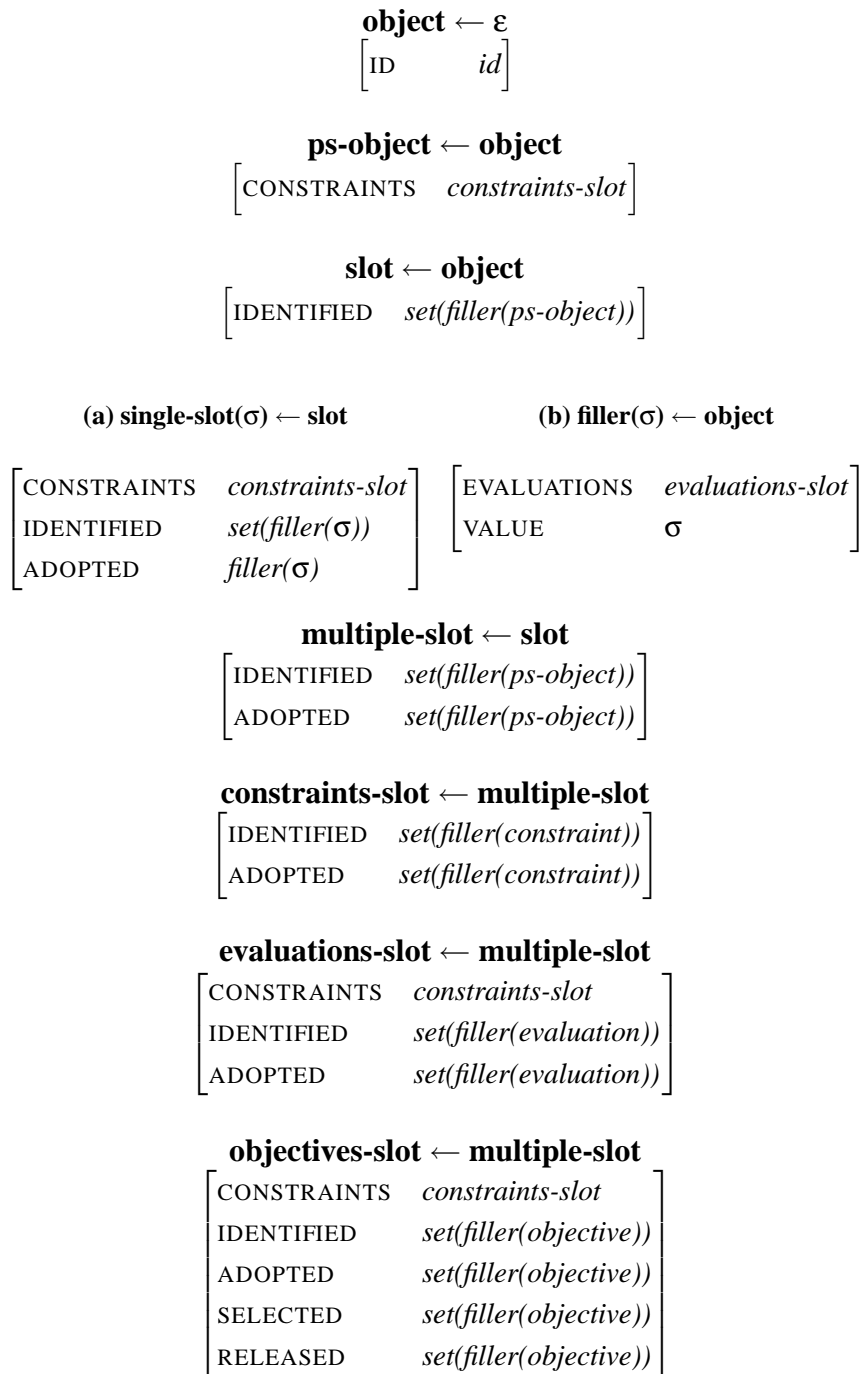 object ← ε
[ID id]
ps-object ← object
[CONSTRAINTS constraints-slot]
slot ← object
[IDENTIFIED set(filler(ps-object))]
(a) single-slot(σ) ← slot
CONSTRAINTS constraints-slot
IDENTIFIED set(filler(σ))
ADOPTED filler(σ)
(b) filler(σ) ← object
EVALUATIONS evaluations-slot
VALUE σ
multiple-slot ← slot
IDENTIFIED set(filler(ps-object))
ADOPTED set(filler(ps-object))
constraints-slot ← multiple-slot
IDENTIFIED set(filler(constraint))
ADOPTED set(filler(constraint))
evaluations-slot ← multiple-slot
CONSTRAINTS constraints-slot
IDENTIFIED set(filler(evaluation))
ADOPTED set(filler(evaluation))
objectives-slot ← multiple-slot
CONSTRAINTS constraints-slot
IDENTIFIED set(filler(objective))
ADOPTED set(filler(objective))
SELECTED set(filler(objective))
RELEASED set(filler(objective))